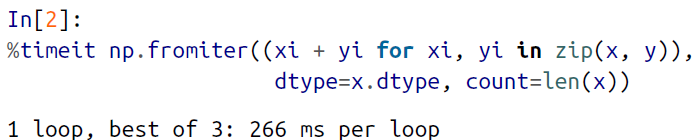 In[2]:
%timeit np.fromiter((xi + yi for xi, yi in zip(x, y)),
dtype=x.dtype, count=len(x))
1 loop, best of 3: 266 ms per loop